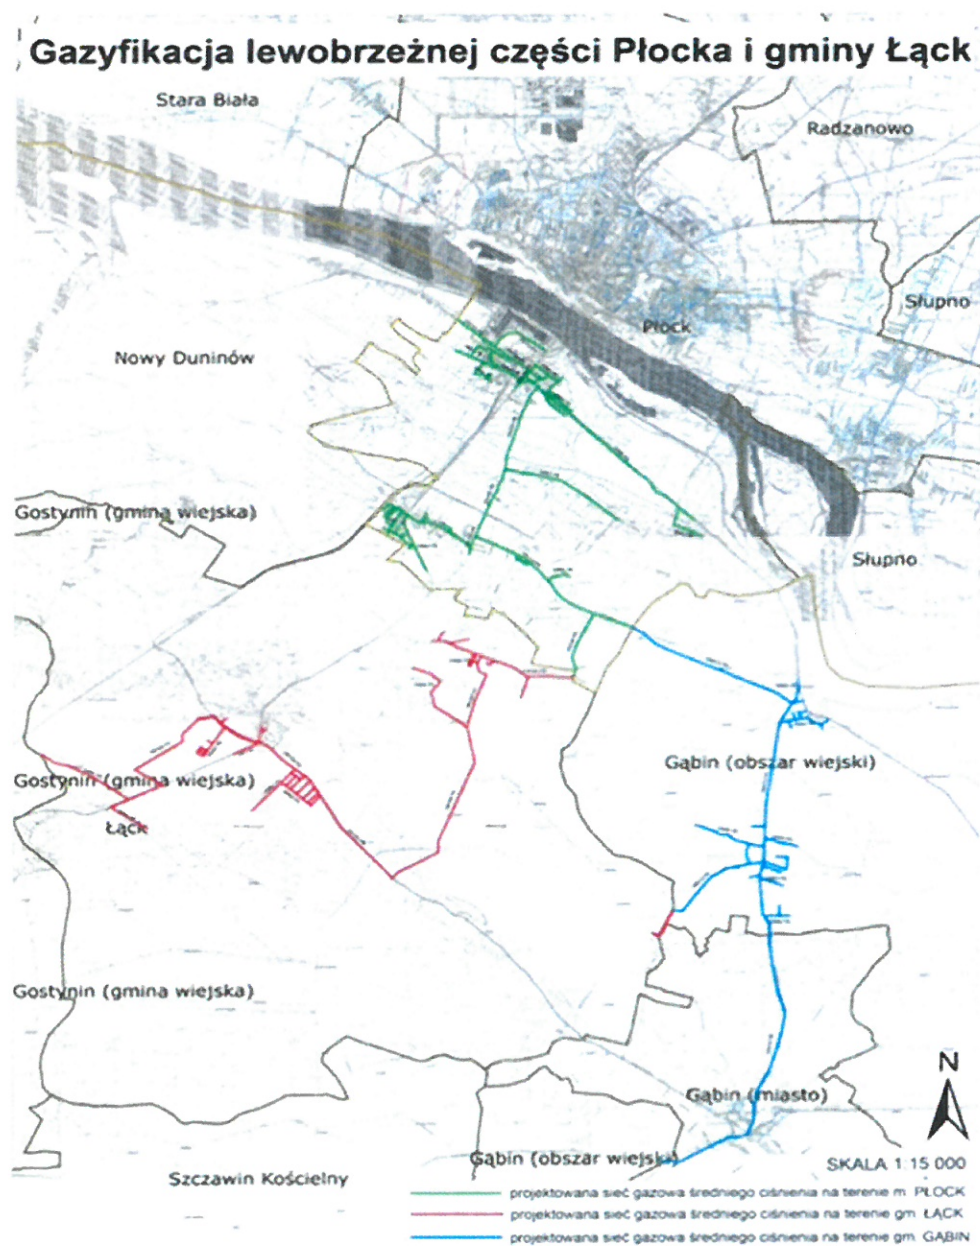 Gazyfikacja lewobrzeżnej części Płocka i gminy Łąck
Stara Biała
Radzanowo
Słupno
Płock
Nowy Duninów
Gostynin (gmina wiejska)
Słupno
Gąbin (obszar wiejski)
Gostynin (gmina wiejska)
Łąck
Gostynin (gmina wiejska)
N
Gąbin (miasto)
Gąbin (obszar wiejski)
SKALA 1:15 000
Szczawin Kościelny
projektowana sieć gazowa średniego ciśnienia na terenie m. PŁOCK
projektowana sieć gazowa średniego ciśnienia na terenie gm. ŁĄCK
projektowana sieć gazowa średniego ciśnienia na terenie gm. GĄBIN